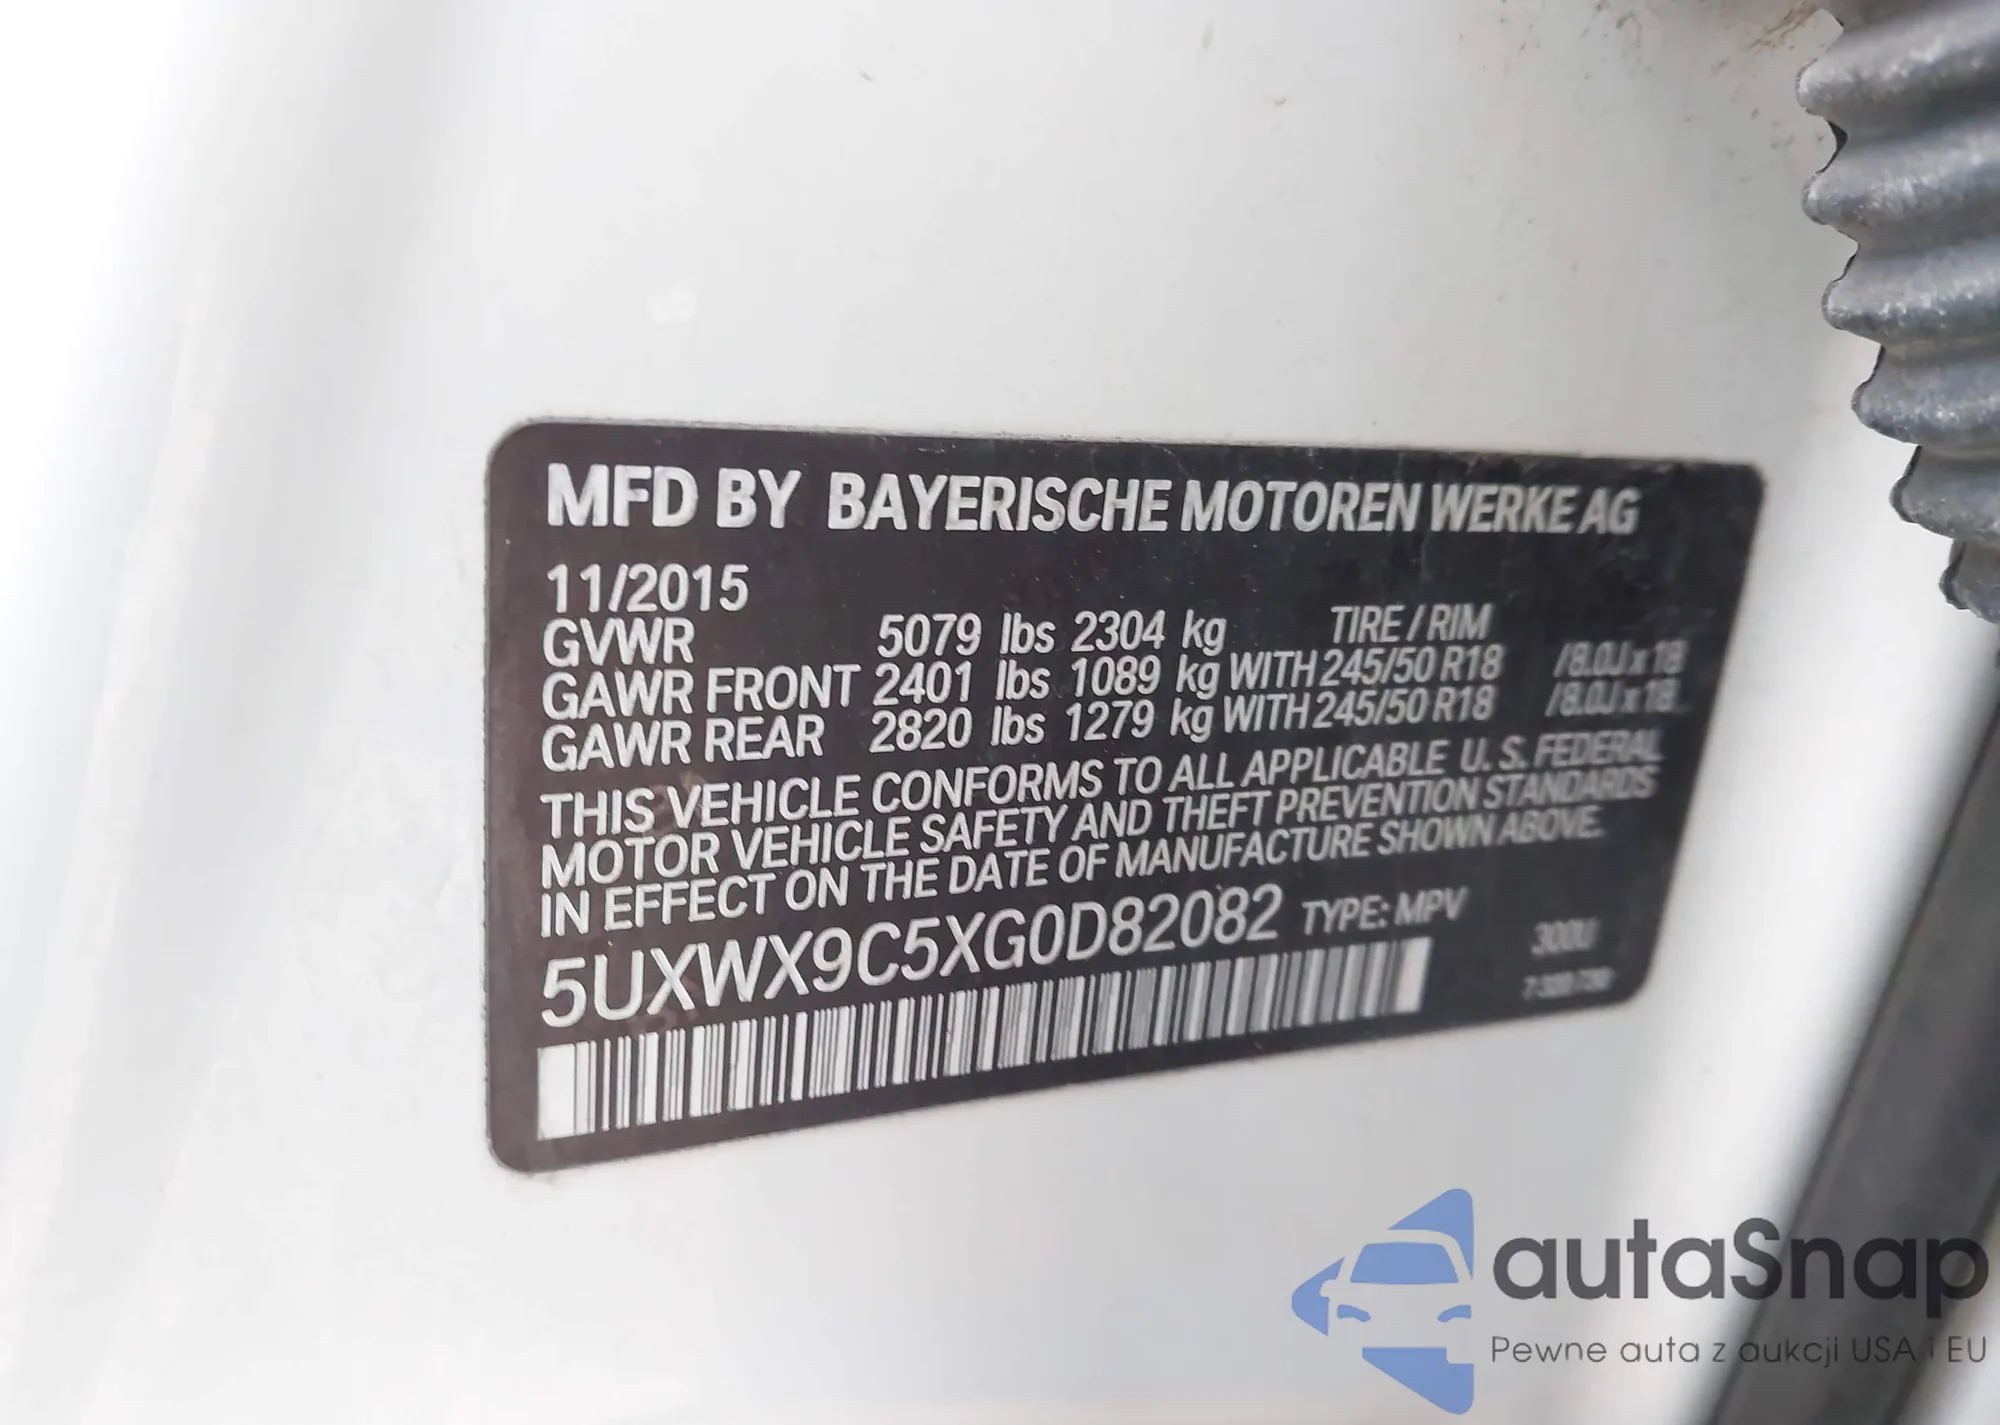 MFD BY BAYERISCHE MOTOREN WERKE AG
11/2015
GVWR 5079 lbs 2304 kg TIRE / RIM
GAWR FRONT 2401 lbs 1089 kg WITH 245/50 R18 /8.0J x 18
GAWR REAR 2820 lbs 1279 kg WITH 245/50 R18 /8.0J x 18
THIS VEHICLE CONFORMS TO ALL APPLICABLE U. S. FEDERAL
MOTOR VEHICLE SAFETY AND THEFT PREVENTION STANDARDS
IN EFFECT ON THE DATE OF MANUFACTURE SHOWN ABOVE.
5UXWX9C5XG0D82082 TYPE: MPV
300U
autaSnap
Pewne auta z aukcji USA i EU